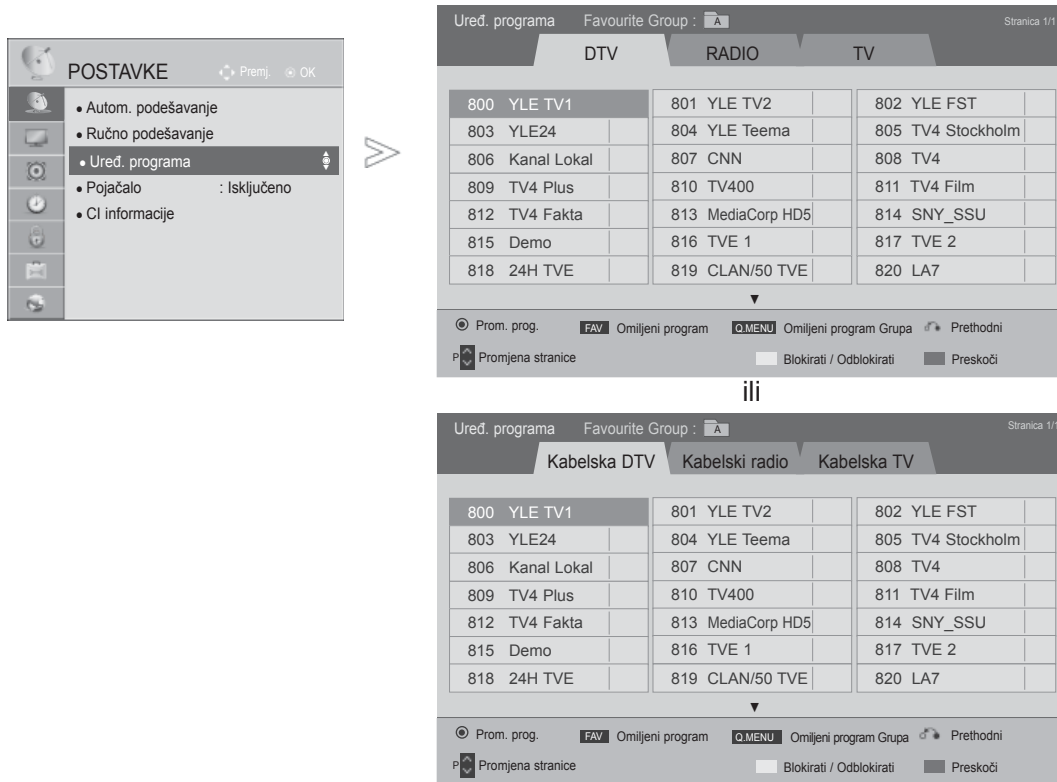 POSTAVKE Premj. OK
• Autom. podešavanje
• Ručno podešavanje
• Uređ. programa
• Pojačalo : Isključeno
• CI informacije
Uređ. programa Favourite Group : A Stranica 1/1
DTV RADIO TV
800 YLE TV1 801 YLE TV2 802 YLE FST
803 YLE24 804 YLE Teema 805 TV4 Stockholm
806 Kanal Lokal 807 CNN 808 TV4
809 TV4 Plus 810 TV400 811 TV4 Film
812 TV4 Fakta 813 MediaCorp HD5 814 SNY_SSU
815 Demo 816 TVE 1 817 TVE 2
818 24H TVE 819 CLAN/50 TVE 820 LA7
Prom. prog. FAV Omiljeni program Q.MENU Omiljeni program Grupa Prethodni
P Promjena stranice Blokirati / Odblokirati Preskoči
ili
Uređ. programa Favourite Group : A Stranica 1/1
Kabelska DTV Kabelski radio Kabelska TV
800 YLE TV1 801 YLE TV2 802 YLE FST
803 YLE24 804 YLE Teema 805 TV4 Stockholm
806 Kanal Lokal 807 CNN 808 TV4
809 TV4 Plus 810 TV400 811 TV4 Film
812 TV4 Fakta 813 MediaCorp HD5 814 SNY_SSU
815 Demo 816 TVE 1 817 TVE 2
818 24H TVE 819 CLAN/50 TVE 820 LA7
Prom. prog. FAV Omiljeni program Q.MENU Omiljeni program Grupa Prethodni
P Promjena stranice Blokirati / Odblokirati Preskoči